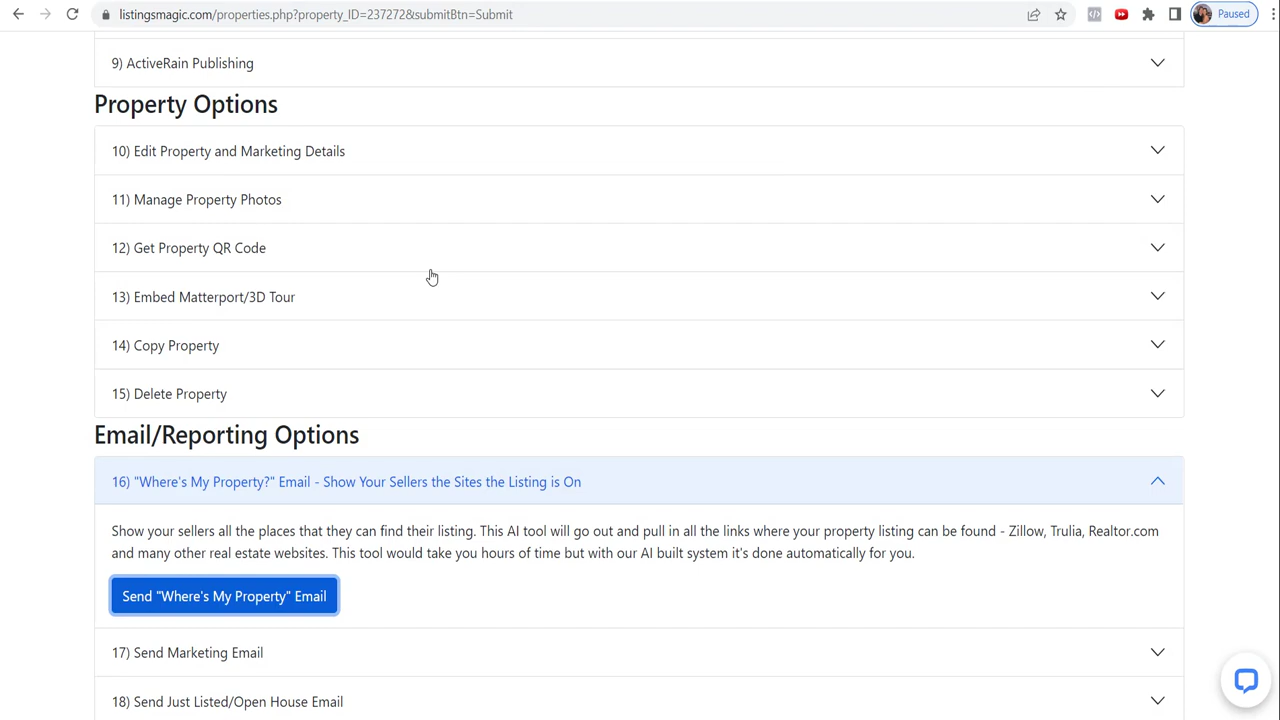 listingsmagic.com/properties.php?property_ID=237272&submitBtn=Submit
Paused
9) ActiveRain Publishing
Property Options
10) Edit Property and Marketing Details
11) Manage Property Photos
12) Get Property QR Code
13) Embed Matterport/3D Tour
14) Copy Property
15) Delete Property
Email/Reporting Options
16) "Where's My Property?" Email - Show Your Sellers the Sites the Listing is On
Show your sellers all the places that they can find their listing. This AI tool will go out and pull in all the links where your property listing can be found - Zillow, Trulia, Realtor.com
and many other real estate websites. This tool would take you hours of time but with our AI built system it's done automatically for you.
Send "Where's My Property" Email
17) Send Marketing Email
18) Send Just Listed/Open House Email